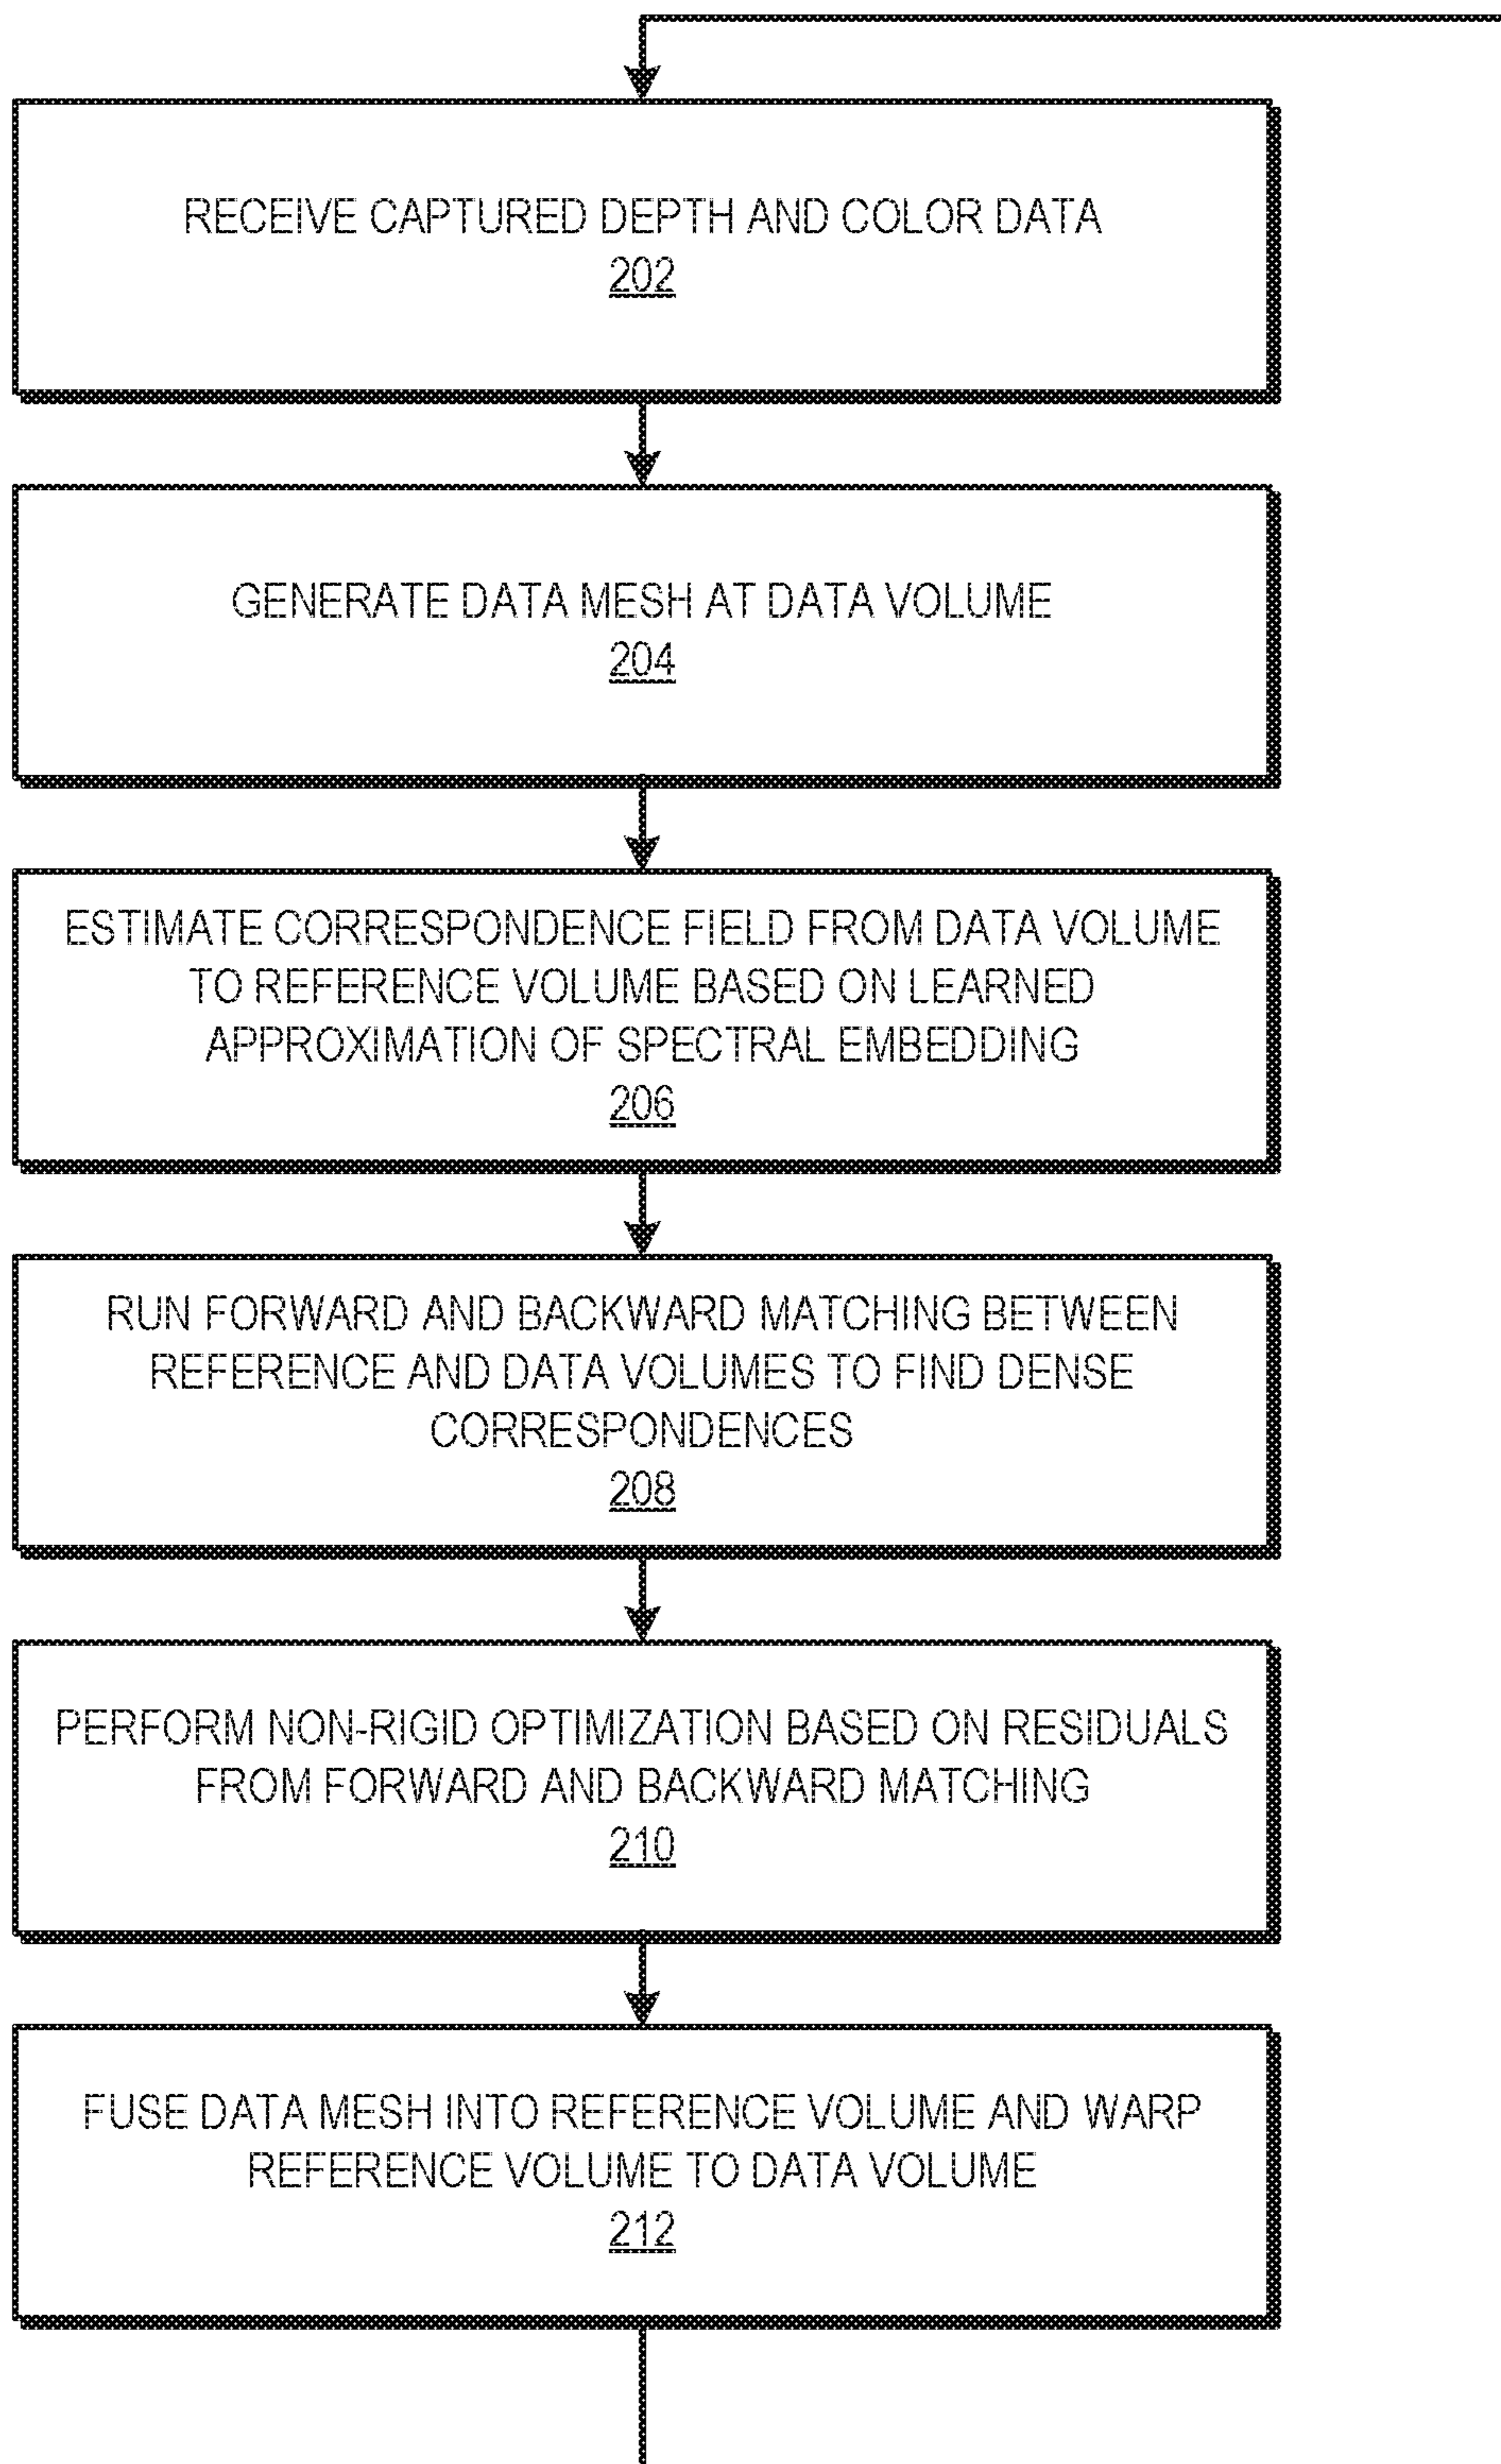 RECEIVE CAPTURED DEPTH AND COLOR DATA
202
GENERATE DATA MESH AT DATA VOLUME
204
ESTIMATE CORRESPONDENCE FIELD FROM DATA VOLUME
TO REFERENCE VOLUME BASED ON LEARNED
APPROXIMATION OF SPECTRAL EMBEDDING
206
RUN FORWARD AND BACKWARD MATCHING BETWEEN
REFERENCE AND DATA VOLUMES TO FIND DENSE
CORRESPONDENCES
208
PERFORM NON-RIGID OPTIMIZATION BASED ON RESIDUALS
FROM FORWARD AND BACKWARD MATCHING
210
FUSE DATA MESH INTO REFERENCE VOLUME AND WARP
REFERENCE VOLUME TO DATA VOLUME
212